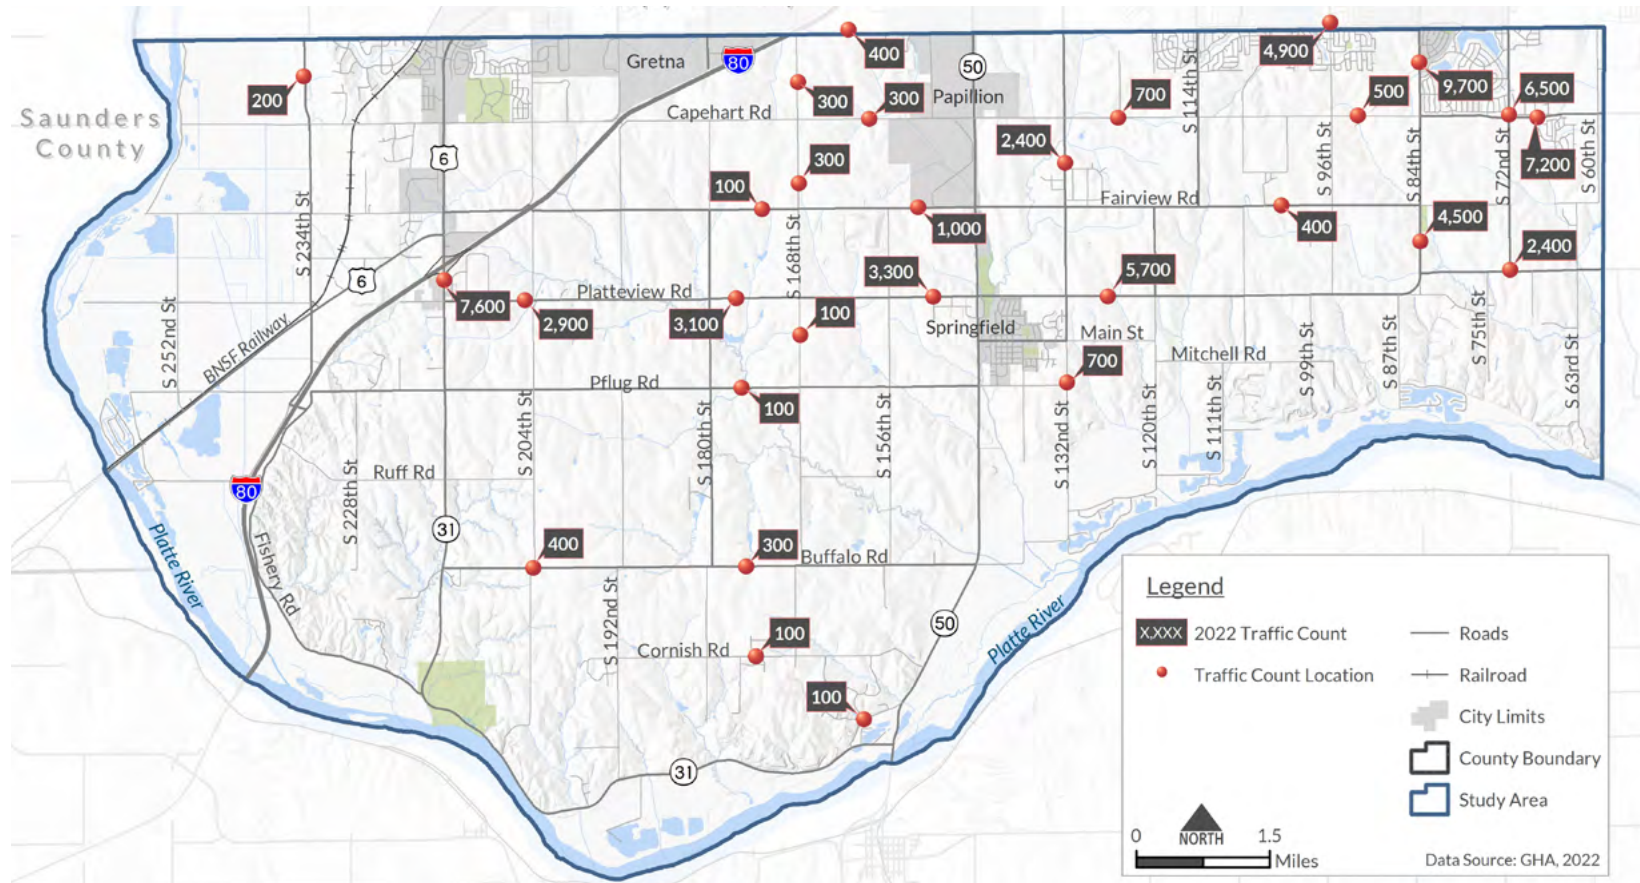 4,900
400
Gretna
80
50
9,700
6,500
200
300
300
Papillion
700
500
Capehart Rd
S 114th St
Saunders
County
6
2,400
S 96th St
S 84th St
S 72nd St
7,200
S 60th St
300
100
Fairview Rd
S 234th St
S 168th St
1,000
400
4,500
2,400
6
3,300
5,700
Platteview Rd
7,600
2,900
3,100
100
Springfield
Main St
S 252nd St
BNSF Railway
Mitchell Rd
S 99th St
S 87th St
S 75th St
S 63rd St
700
Pflug Rd
100
S 204th St
S 180th St
S 156th St
S 132nd St
S 120th St
S 111th St
Ruff Rd
S 228th St
80
31
Platte River
Fishery Rd
400
300
Buffalo Rd
S 192nd St
Cornish Rd
100
50
Platte River
100
31
Legend
X,XXX 2022 Traffic Count
Traffic Count Location
Roads
Railroad
City Limits
County Boundary
Study Area
0 NORTH 1.5
Miles
Data Source: GHA, 2022